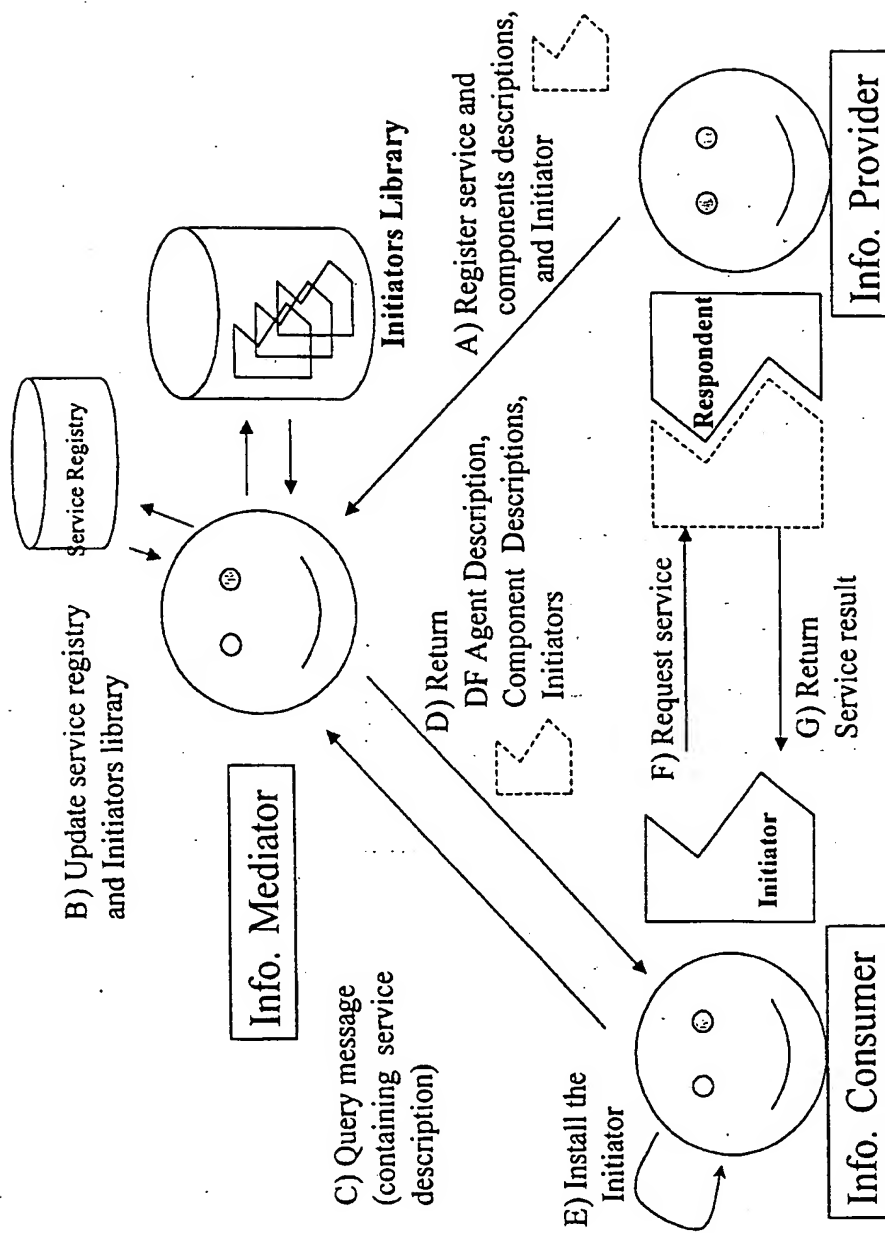 B) Update service registry
and Initiators library
Service Registry
Initiators Library
Info. Mediator
C) Query message
(containing service
description)
D) Return
DF Agent Description,
Component Descriptions,
Initiators
A) Register service and
components descriptions,
and Initiator
E) Install the
Initiator
Initiator
F) Request service
G) Return
Service result
Respondent
Info. Consumer
Info. Provider